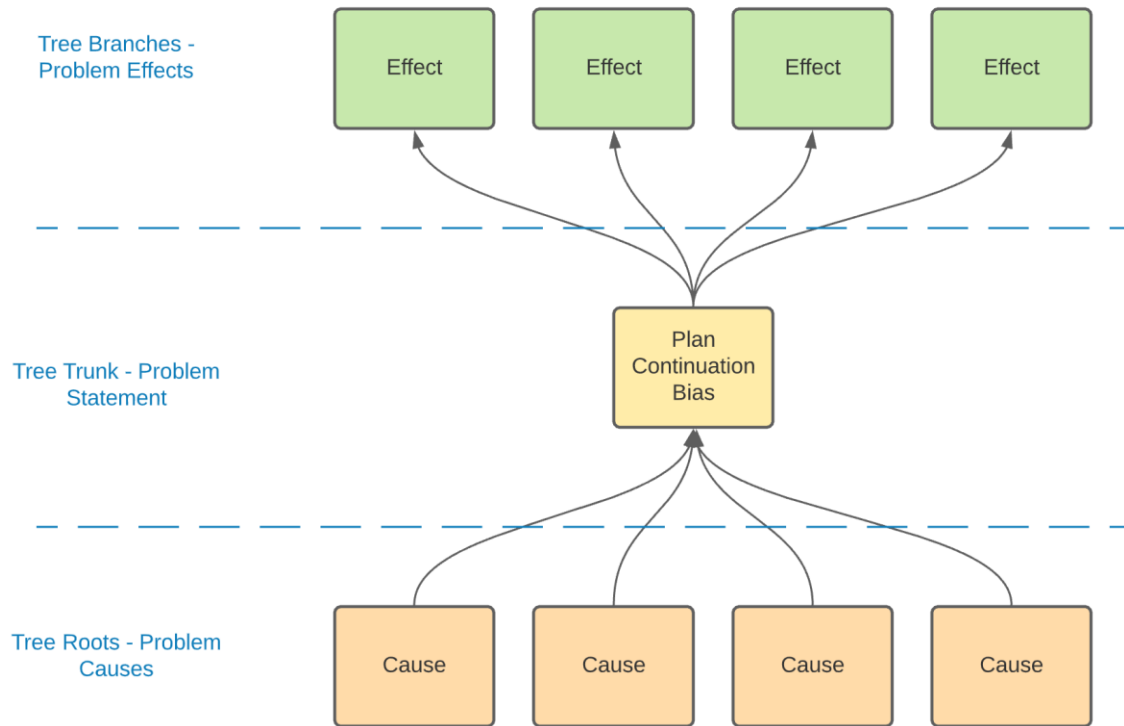 Tree Branches -
Problem Effects
Effect
Effect
Effect
Effect
Tree Trunk - Problem
Statement
Plan
Continuation
Bias
Tree Roots - Problem
Causes
Cause
Cause
Cause
Cause